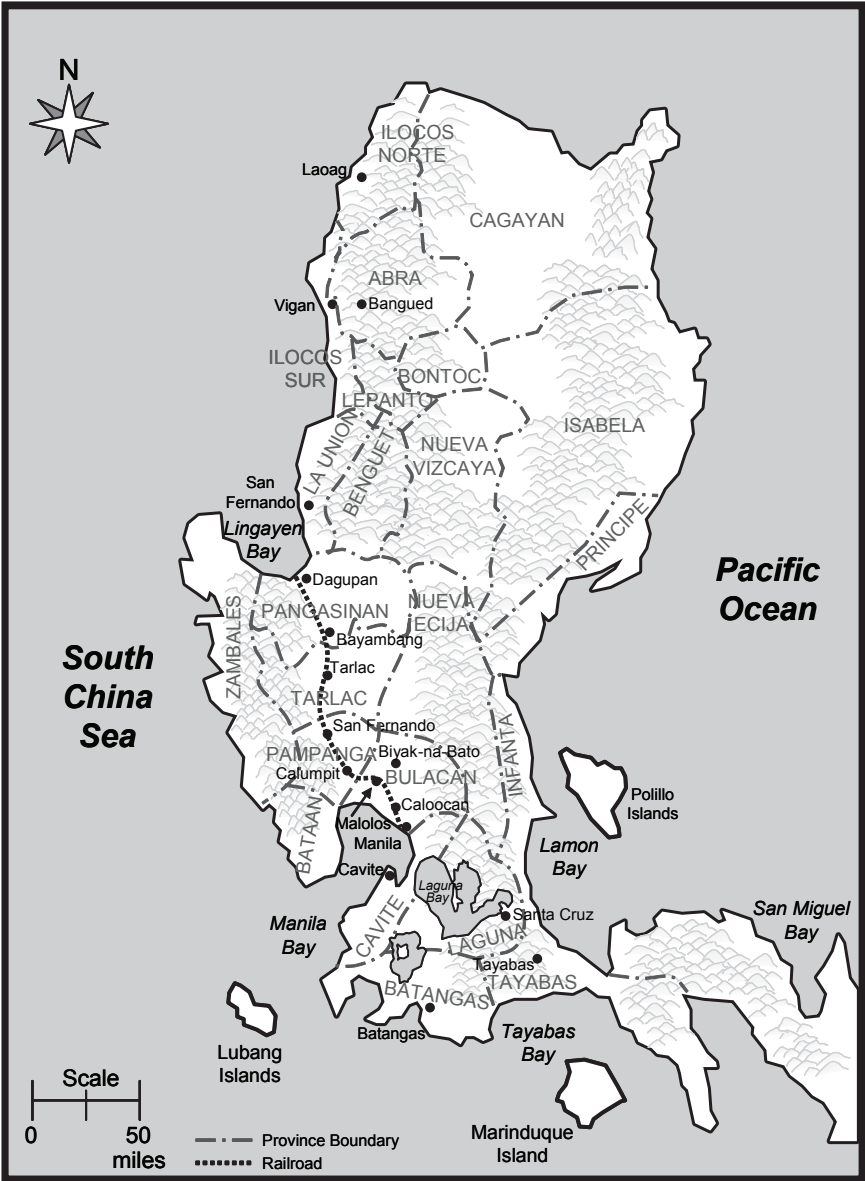 N
ILOCOS
NORTE
Laoag
CAGAYAN
ABRA
Vigan
Bangued
ILOCOS
SUR
BONTOC
LEPANTO
ISABELA
LA UNION
BENGUET
NUEVA
VIZCAYA
San
Fernando
Lingayen
Bay
PRINCIPE
Pacific
Ocean
Dagupan
PANGASINAN
NUEVA
ECIJA
ZAMBALES
Bayambang
South
China
Sea
Tarlac
TARLAC
San Fernando
PAMPANGA
Biyak-na-Bato
Calumpit
BULACAN
INFANTA
Caloocan
Polillo
Islands
BATAAN
Malolos
Manila
Lamon
Bay
Cavite
Laguna
Bay
Manila
Bay
CAVITE
Santa Cruz
San Miguel
Bay
LAGUNA
Tayabas
TAYABAS
BATANGAS
Batangas
Tayabas
Bay
Lubang
Islands
Scale
0
50
miles
Marinduque
Island
Province Boundary
Railroad